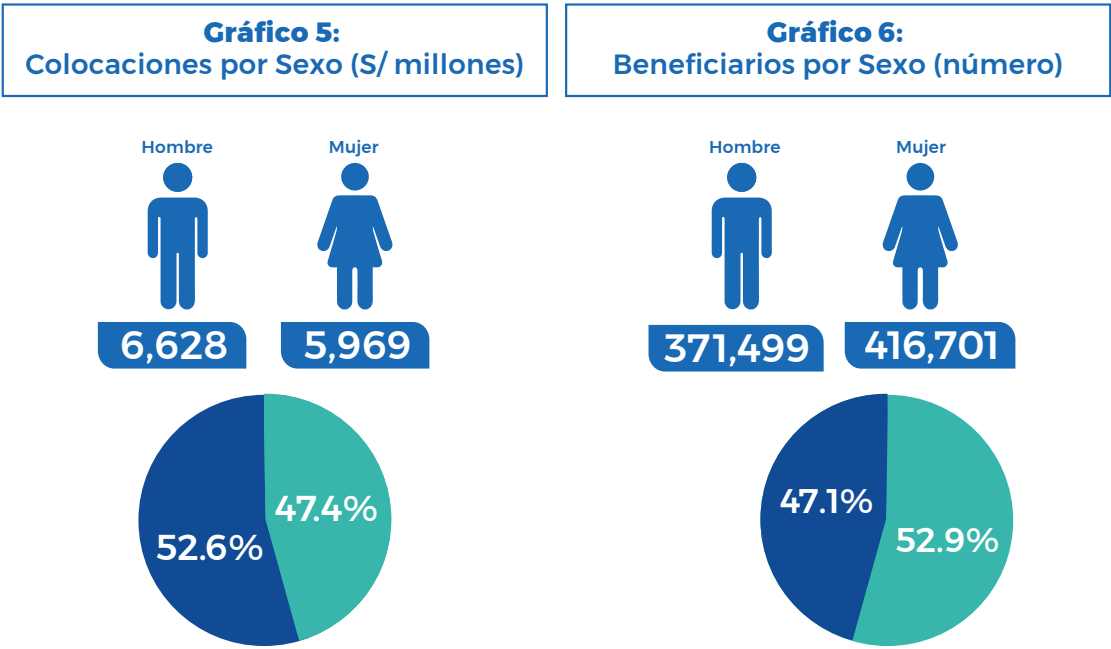 Gráfico 5:
Colocaciones por Sexo (S/ millones)
Hombre
Mujer
6,628
5,969
47.4%
52.6%
Gráfico 6:
Beneficiarios por Sexo (número)
Hombre
Mujer
371,499
416,701
47.1%
52.9%